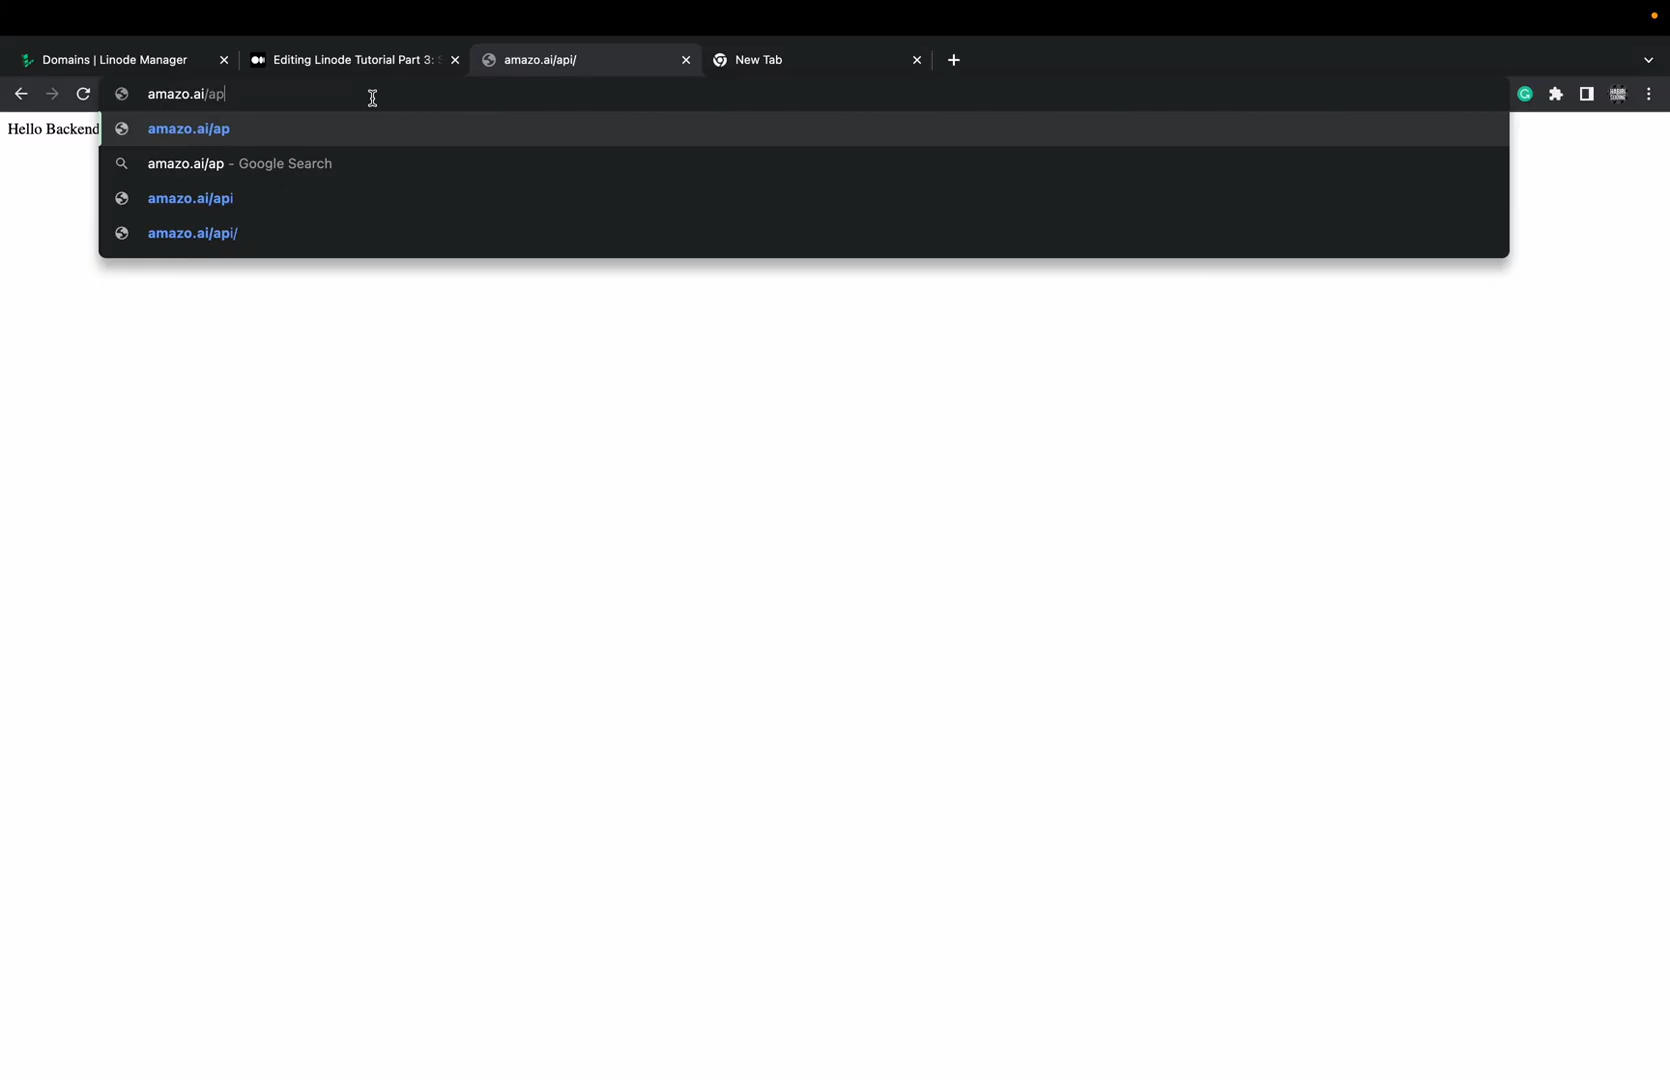 Domains | Linode Manager
Editing Linode Tutorial Part 3:
amazo.ai/api/
New Tab
amazo.ai/ap
Hello Backend
amazo.ai/ap
amazo.ai/ap - Google Search
amazo.ai/api
amazo.ai/api/